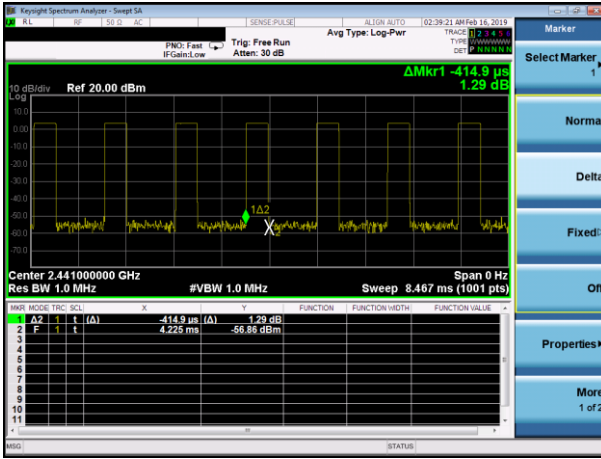 Keysight Spectrum Analyzer - Swept SA
RL RF 50 Ω AC SENSE:PULSE ALIGN AUTO 02:39:21 AM Feb 16, 2019
PNO: Fast Trig: Free Run Avg Type: Log-Pwr TRACE 1 2 3 4 5 6
IFGain:Low Atten: 30 dB TYPE WWWWWW
DET P N N N N N
ΔMkr1 -414.9 µs
1.29 dB
10 dB/div Ref 20.00 dBm
Log
10.0
0.00
-10.0
-20.0
-30.0
-40.0
-50.0
-60.0
-70.0
1Δ2
2
Center 2.441000000 GHz Span 0 Hz
Res BW 1.0 MHz #VBW 1.0 MHz Sweep 8.467 ms (1001 pts)
MKR MODE TRC SCL X Y FUNCTION FUNCTION WIDTH FUNCTION VALUE
1 Δ2 1 t (Δ) -414.9 µs (Δ) 1.29 dB
2 F 1 t 4.225 ms -56.86 dBm
3
4
5
6
7
8
9
10
11
MSG STATUS
Marker
Select Marker
1
Norma
Delta
Fixed
Off
Properties
More
1 of 2